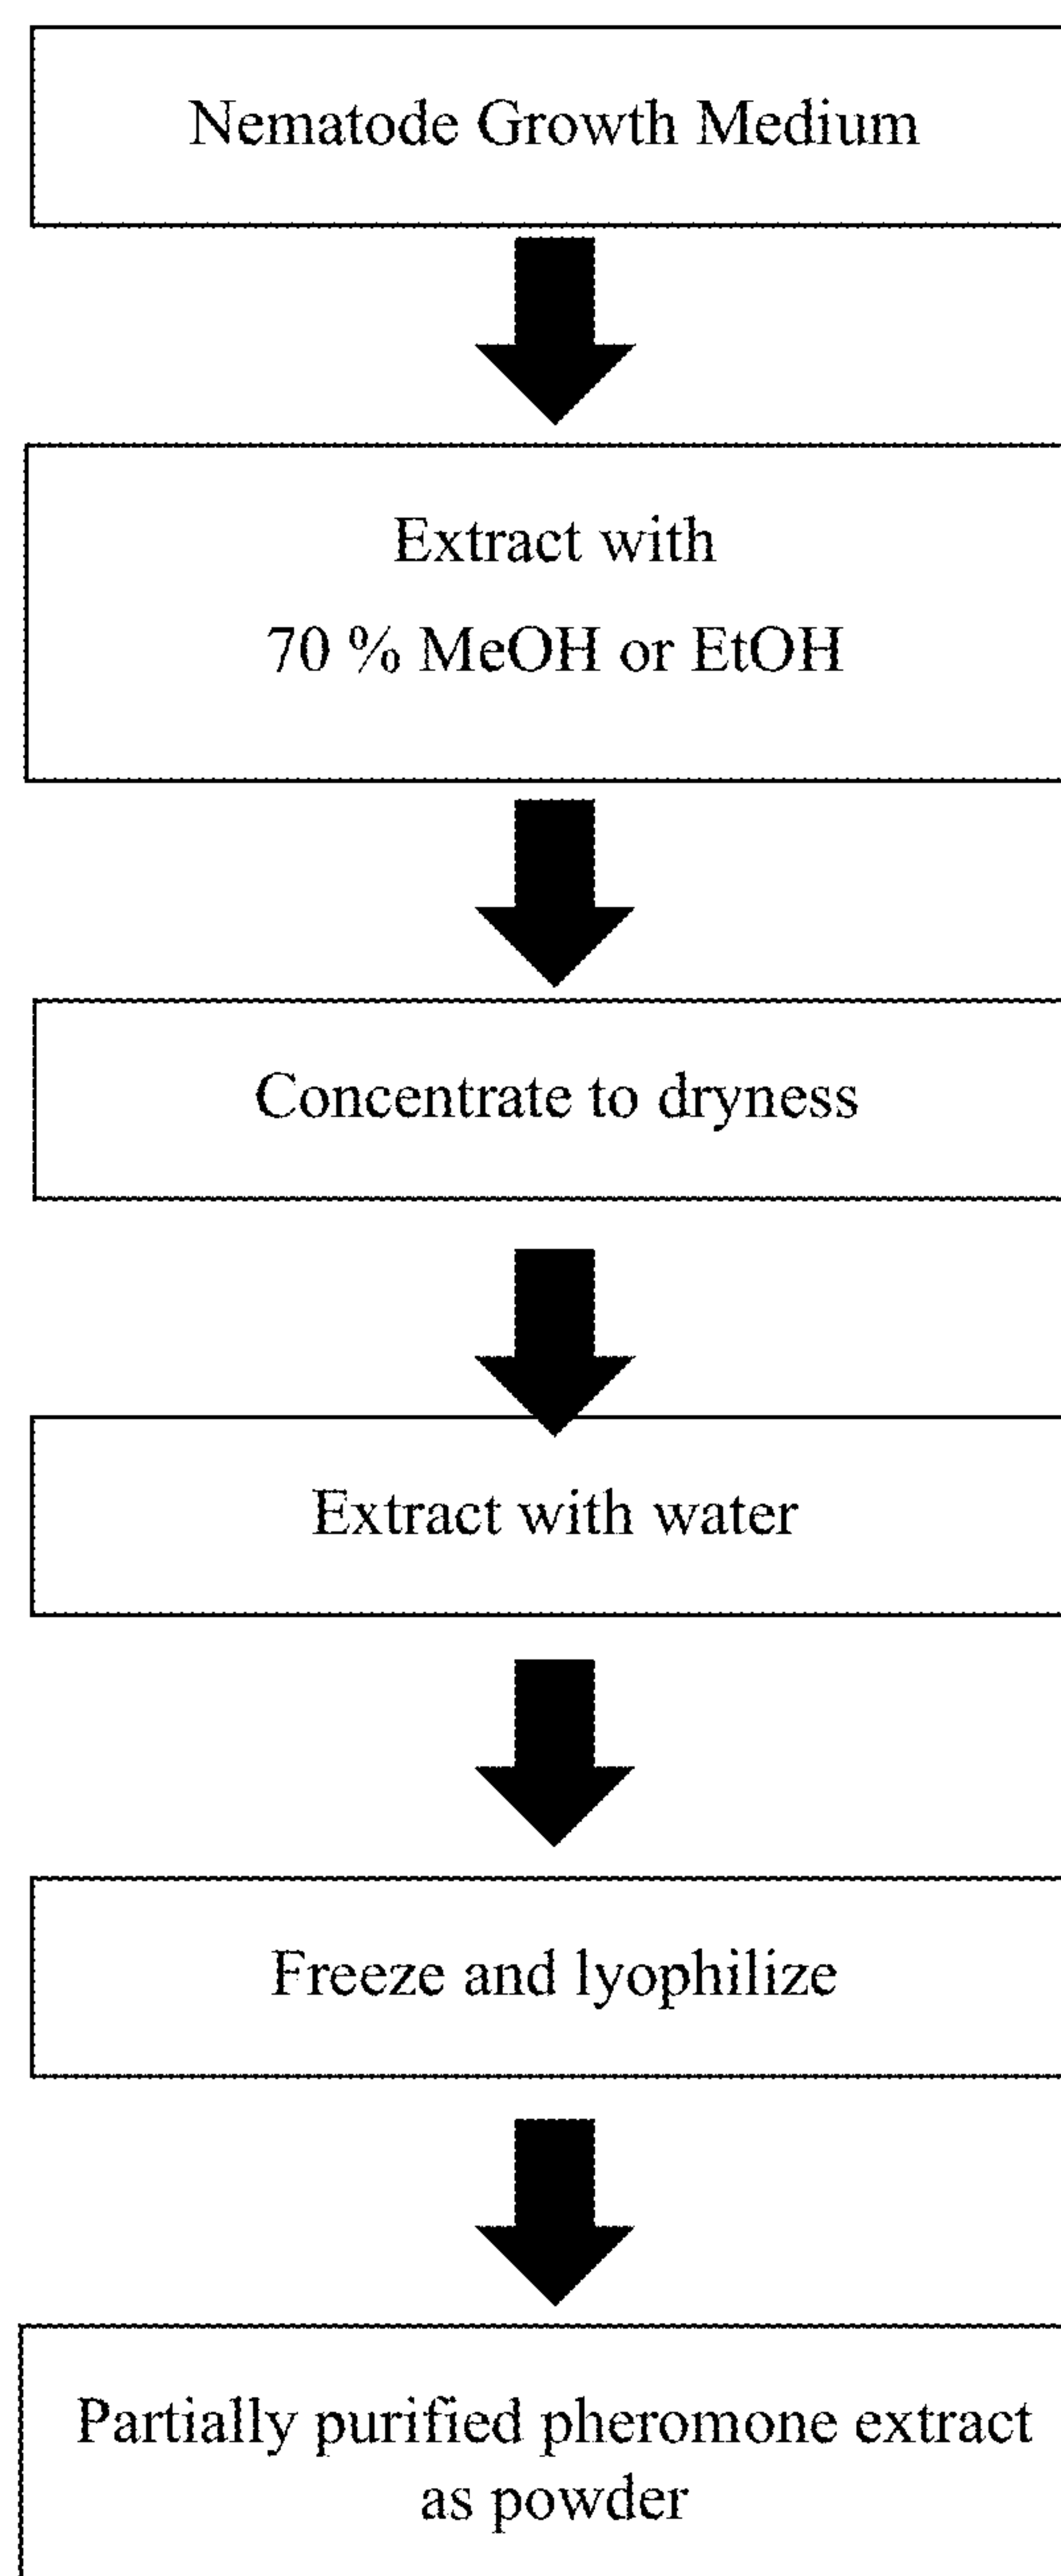 Nematode Growth Medium
Extract with
70 % MeOH or EtOH
Concentrate to dryness
Extract with water
Freeze and lyophilize
Partially purified pheromone extract
as powder